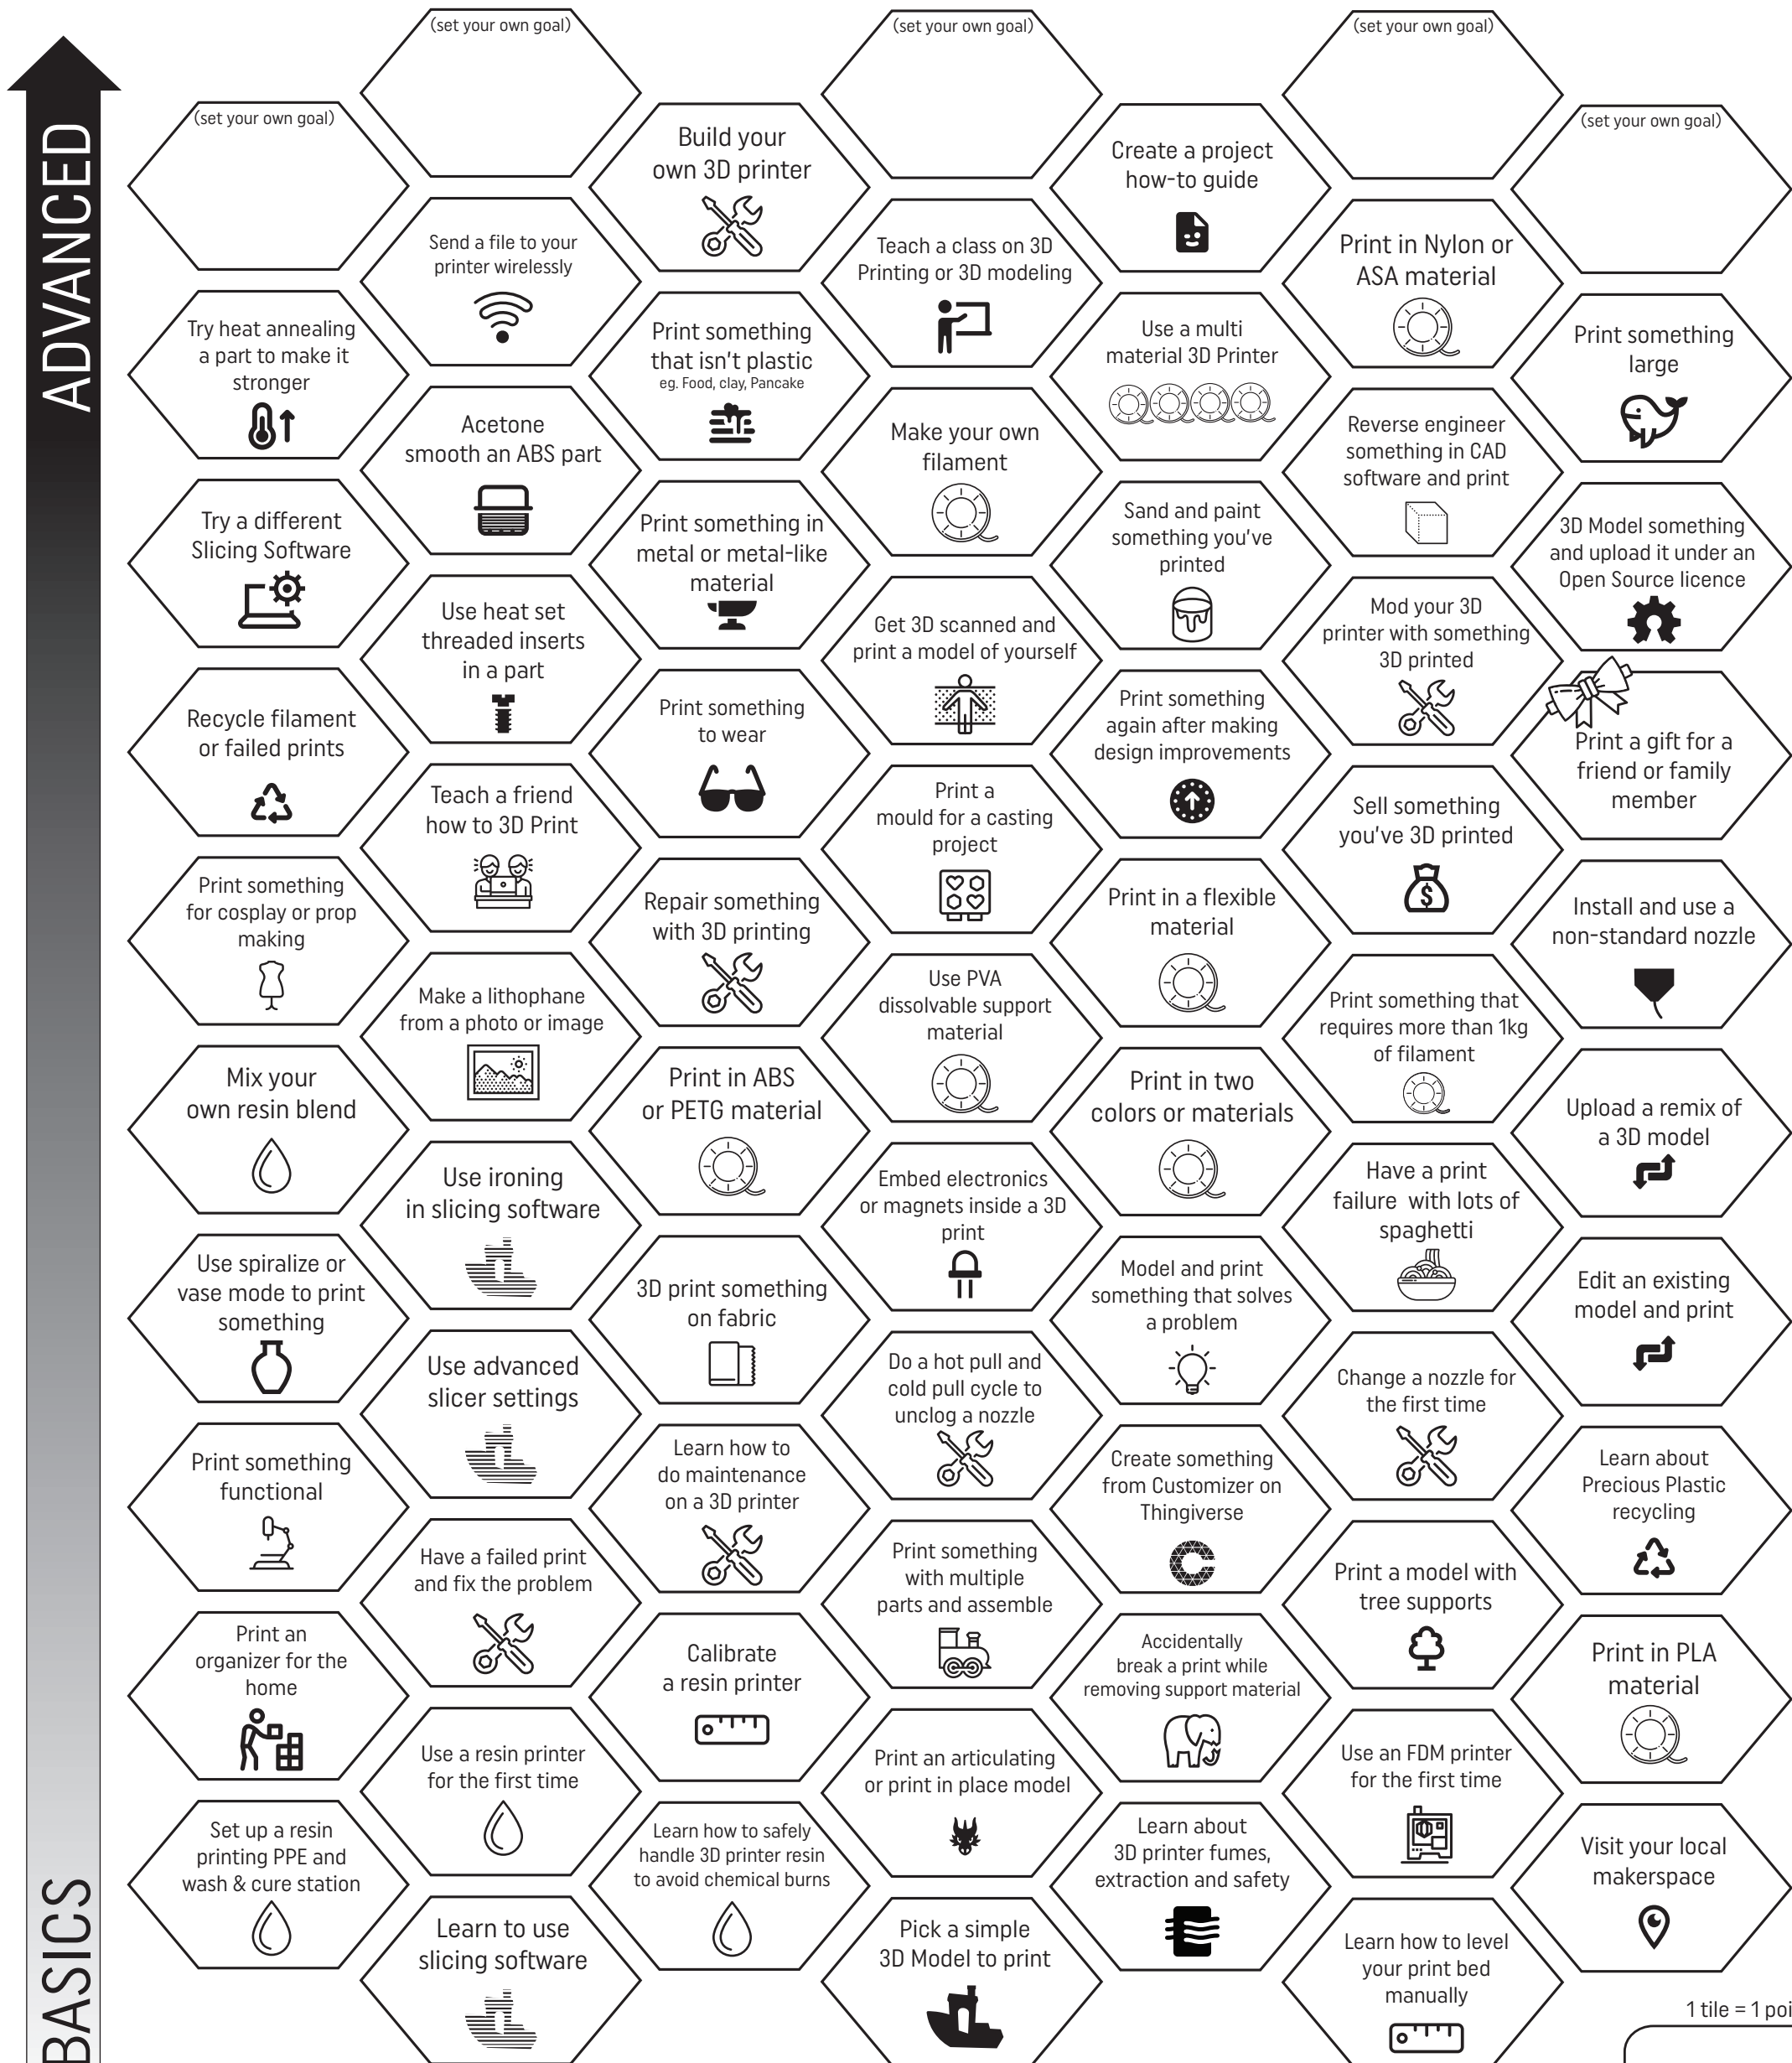 ADVANCED
BASICS
(set your own goal)
Try heat annealing
a part to make it
stronger
Try a different
Slicing Software
Recycle filament
or failed prints
Print something
for cosplay or prop
making
Mix your
own resin blend
Use spiralize or
vase mode to print
something
Print something
functional
Print an
organizer for the
home
Set up a resin
printing PPE and
wash & cure station
(set your own goal)
Send a file to your
printer wirelessly
Acetone
smooth an ABS part
Use heat set
threaded inserts
in a part
Teach a friend
how to 3D Print
Make a lithophane
from a photo or image
Use ironing
in slicing software
Use advanced
slicer settings
Have a failed print
and fix the problem
Use a resin printer
for the first time
Learn to use
slicing software
Build your
own 3D printer
Print something
that isn't plastic
eg. Food, clay, Pancake
Print something in
metal or metal-like
material
Print something
to wear
Repair something
with 3D printing
Print in ABS
or PETG material
3D print something
on fabric
Learn how to
do maintenance
on a 3D printer
Calibrate
a resin printer
Learn how to safely
handle 3D printer resin
to avoid chemical burns
(set your own goal)
Teach a class on 3D
Printing or 3D modeling
Make your own
filament
Get 3D scanned and
print a model of yourself
Print a
mould for a casting
project
Use PVA
dissolvable support
material
Embed electronics
or magnets inside a 3D
print
Do a hot pull and
cold pull cycle to
unclog a nozzle
Print something
with multiple
parts and assemble
Print an articulating
or print in place model
Pick a simple
3D Model to print
Create a project
how-to guide
Use a multi
material 3D Printer
Sand and paint
something you've
printed
Print something
again after making
design improvements
Print in a flexible
material
Print in two
colors or materials
Model and print
something that solves
a problem
Create something
from Customizer on
Thingiverse
Accidentally
break a print while
removing support material
Learn about
3D printer fumes,
extraction and safety
(set your own goal)
Print in Nylon or
ASA material
Reverse engineer
something in CAD
software and print
Mod your 3D
printer with something
3D printed
Sell something
you've 3D printed
$
Print something that
requires more than 1kg
of filament
Have a print
failure with lots of
spaghetti
Change a nozzle for
the first time
Print a model with
tree supports
Use an FDM printer
for the first time
Learn how to level
your print bed
manually
(set your own goal)
Print something
large
3D Model something
and upload it under an
Open Source licence
Print a gift for a
friend or family
member
Install and use a
non-standard nozzle
Upload a remix of
a 3D model
Edit an existing
model and print
Learn about
Precious Plastic
recycling
Print in PLA
material
Visit your local
makerspace
1 tile = 1 poi